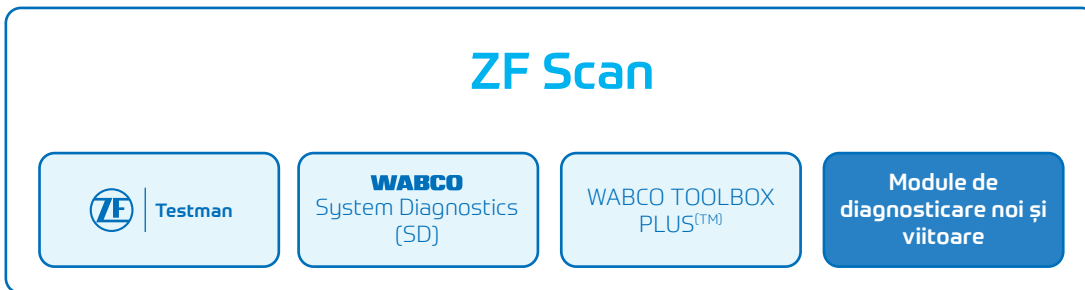 ZF Scan
ZF Testman
WABCO
System Diagnostics
(SD)
WABCO TOOLBOX
PLUS(TM)
Module de
diagnosticare noi și
viitoare